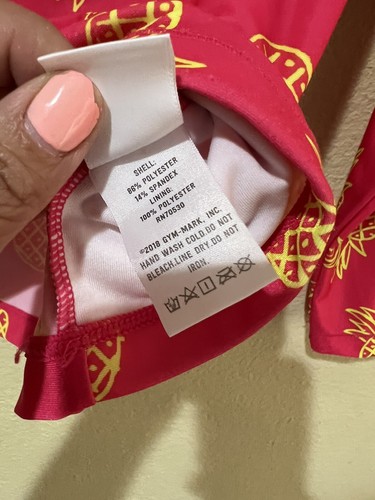 SHELL:
86% POLYESTER
14% SPANDEX
LINING:
100% POLYESTER
RN70530
©2018 GYM-MARK, INC.
HAND WASH COLD.DO NOT
BLEACH.LINE DRY.DO NOT
IRON.